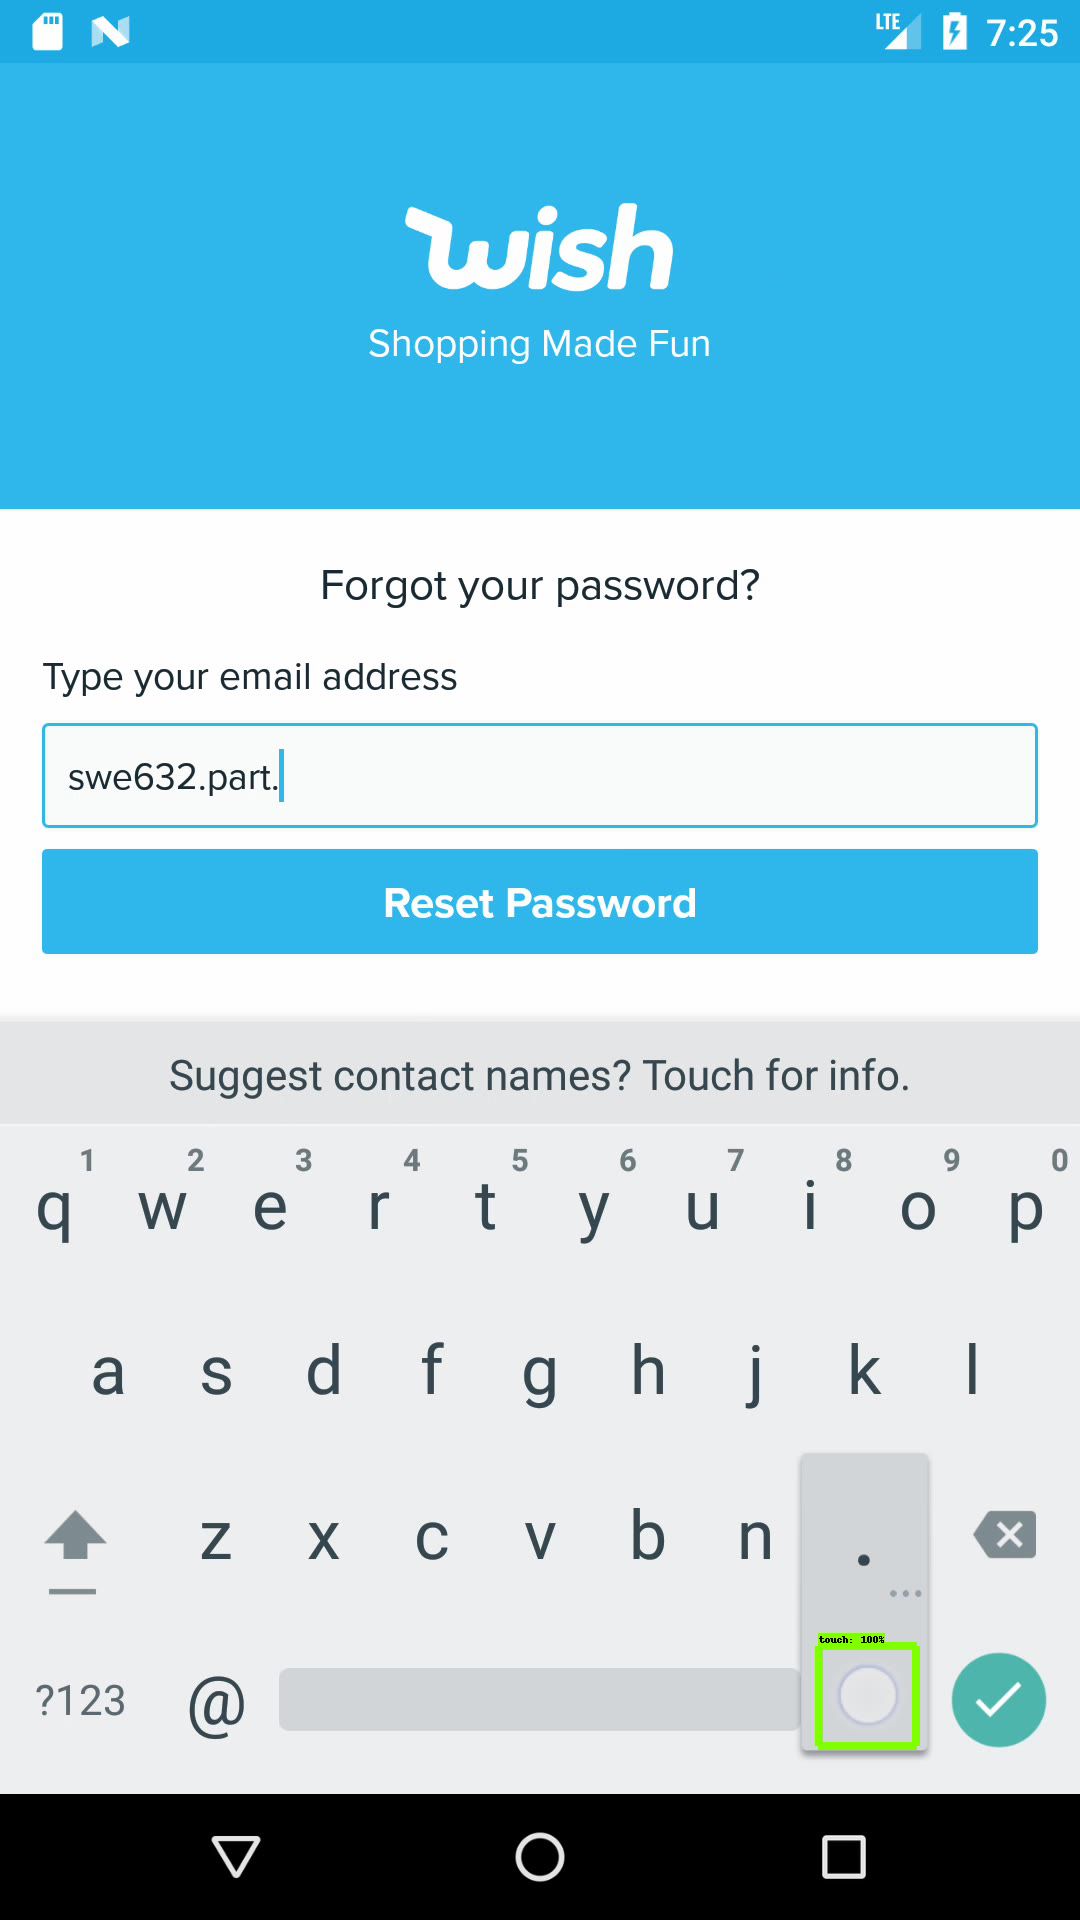 LTE 7:25
wish
Shopping Made Fun
Forgot your password?
Type your email address
swe632.part.
Reset Password
Suggest contact names? Touch for info.
1 2 3 4 5 6 7 8 9 0
q w e r t y u i o p
a s d f g h j k l
z x c v b n .
...
touch: 100%
?123 @